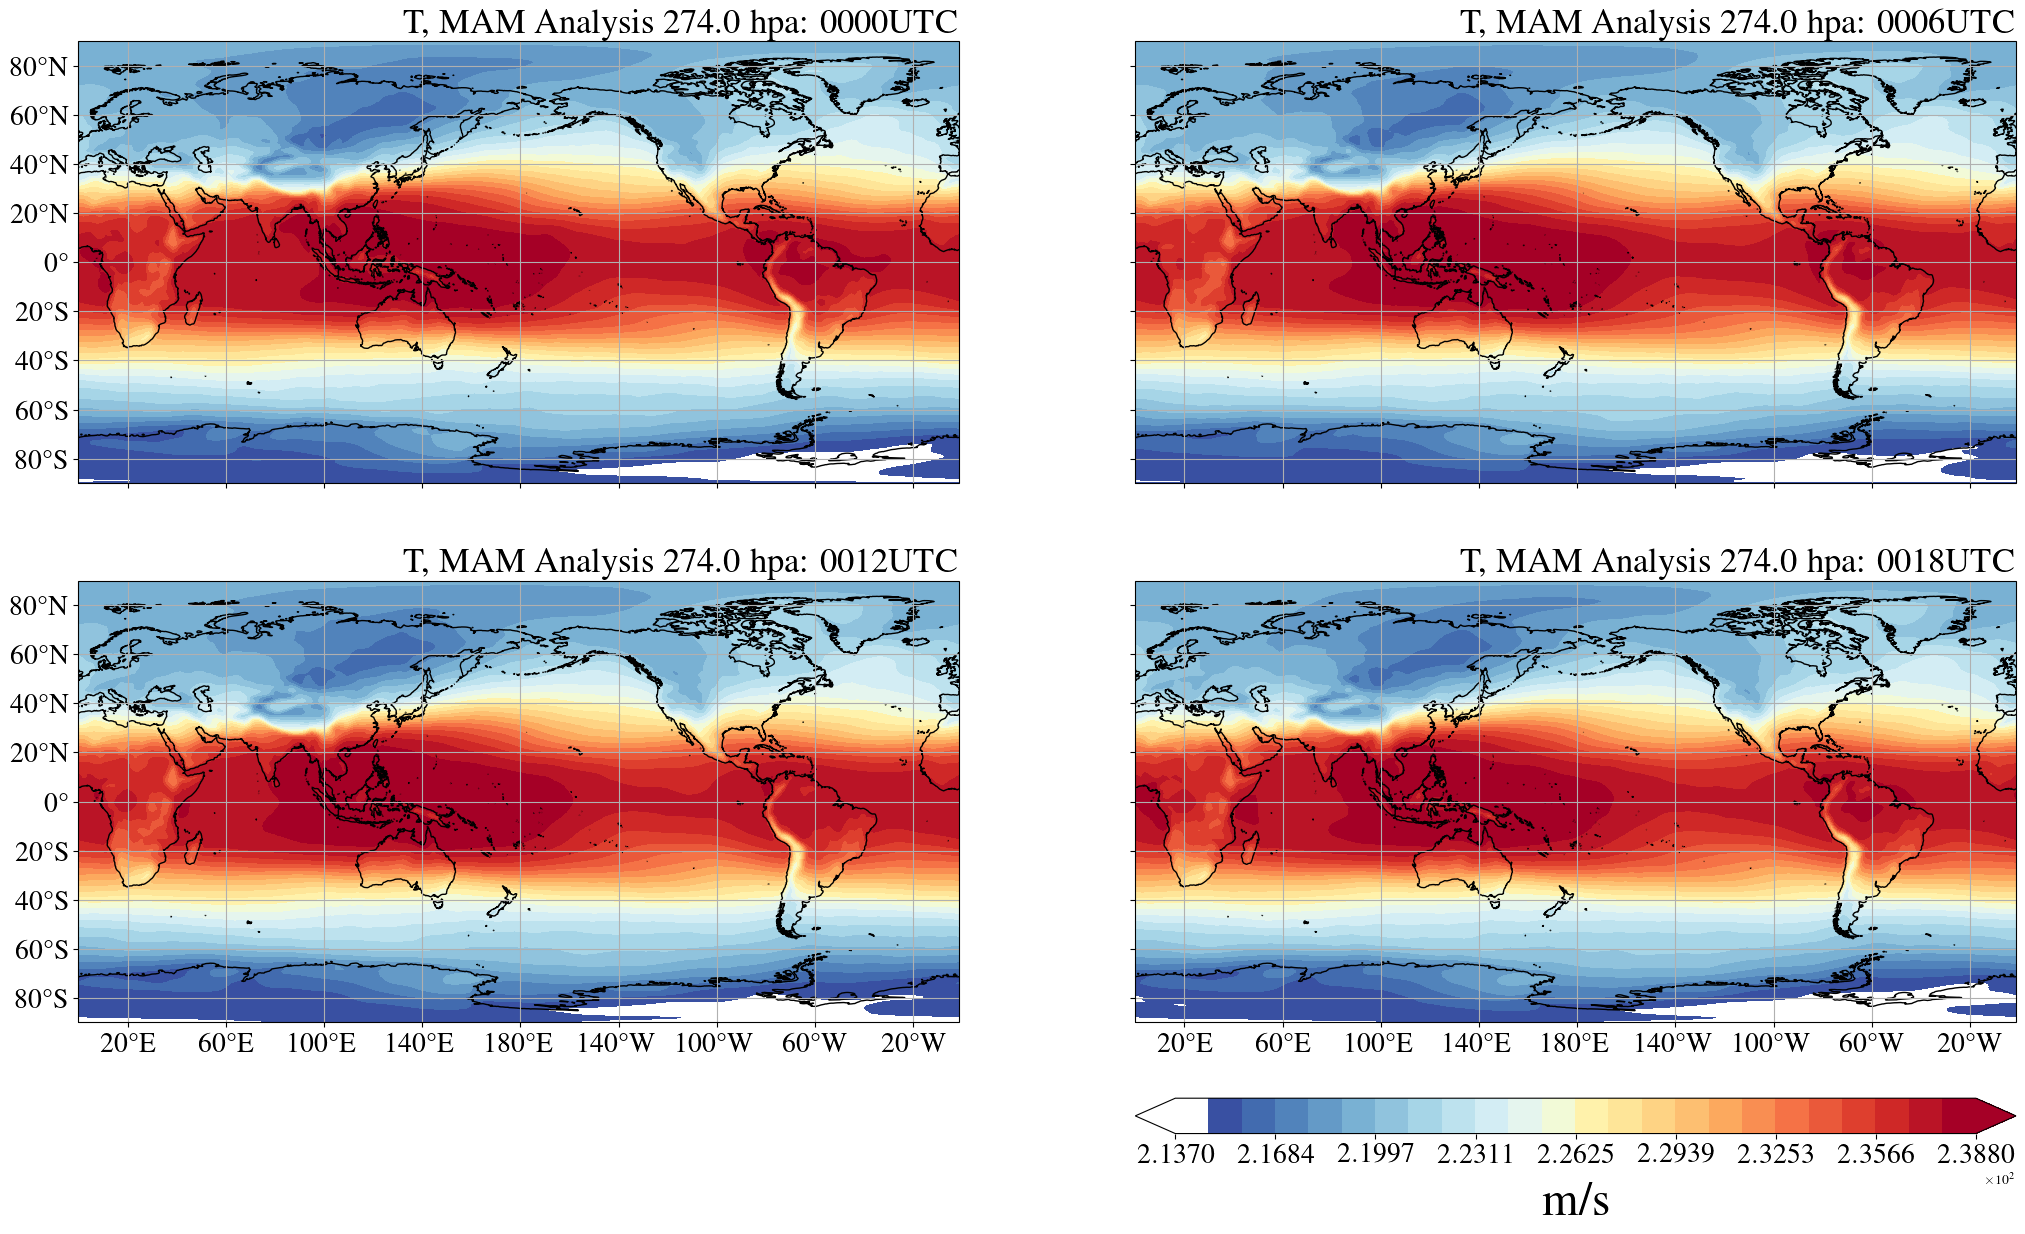 T, MAM Analysis 274.0 hpa: 0000UTC
T, MAM Analysis 274.0 hpa: 0006UTC
80°N
60°N
40°N
20°N
0°
20°S
40°S
60°S
80°S
T, MAM Analysis 274.0 hpa: 0012UTC
T, MAM Analysis 274.0 hpa: 0018UTC
80°N
60°N
40°N
20°N
0°
20°S
40°S
60°S
80°S
20°E 60°E 100°E 140°E 180°E 140°W 100°W 60°W 20°W
20°E 60°E 100°E 140°E 180°E 140°W 100°W 60°W 20°W
2.1370 2.1684 2.1997 2.2311 2.2625 2.2939 2.3253 2.3566 2.3880
×10²
m/s